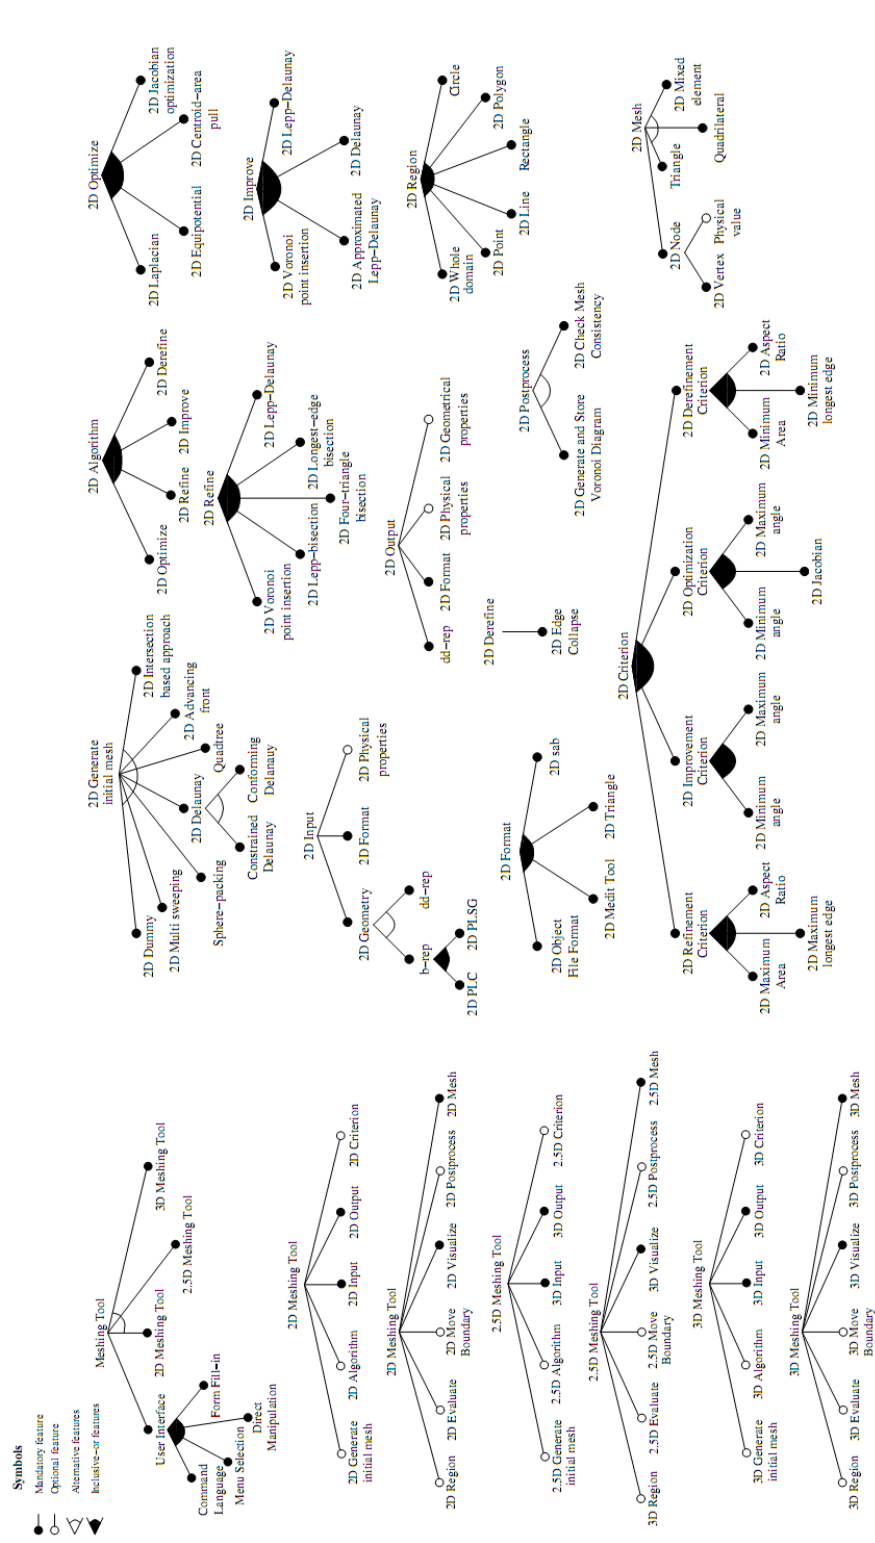 Symbols
Mandatory feature
Optional feature
Alternative features
Inclusive-or features
Meshing Tool
User Interface
2D Meshing Tool
2.5D Meshing Tool
3D Meshing Tool
Command
Language
Menu Selection
Form Fill-in
Direct
Manipulation
2D Meshing Tool
2D Generate
initial mesh
2D Algorithm
2D Input
2D Output
2D Criterion
2D Meshing Tool
2D Region
2D Evaluate
2D Move
Boundary
2D Visualize
2D Postprocess
2D Mesh
2.5D Meshing Tool
2.5D Generate
initial mesh
2.5D Algorithm
3D Input
3D Output
2.5D Criterion
2.5D Meshing Tool
3D Region
2.5D Evaluate
2.5D Move
Boundary
3D Visualize
2.5D Postprocess
2.5D Mesh
3D Meshing Tool
3D Generate
initial mesh
3D Algorithm
3D Input
3D Output
3D Criterion
3D Meshing Tool
3D Region
3D Evaluate
3D Move
Boundary
3D Visualize
3D Postprocess
3D Mesh
2D Generate
initial mesh
2D Dummy
2D Multi sweeping
Sphere-packing
2D Delaunay
Quadtree
2D Advancing
front
2D Intersection
based approach
Constrained
Delaunay
Conforming
Delanauy
2D Input
2D Geometry
2D Format
2D Physical
properties
b-rep
dd-rep
2D PLC
2D PLSG
2D Format
2D Object
File Format
2D Medit Tool
2D Triangle
2D sab
2D Algorithm
2D Optimize
2D Refine
2D Improve
2D Derefine
2D Refine
2D Voronoi
point insertion
2D Lepp-bisection
2D Four-triangle
bisection
2D Longest-edge
bisection
2D Lepp-Delaunay
2D Output
dd-rep
2D Format
2D Physical
properties
2D Geometrical
properties
2D Derefine
2D Edge
Collapse
2D Postprocess
2D Generate and Store
Voronoi Diagram
2D Check Mesh
Consistency
2D Criterion
2D Refinement
Criterion
2D Improvement
Criterion
2D Optimization
Criterion
2D Derefinement
Criterion
2D Maximum
Area
2D Maximum
longest edge
2D Aspect
Ratio
2D Minimum
angle
2D Maximum
angle
2D Minimum
angle
2D Jacobian
2D Maximum
angle
2D Minimum
Area
2D Minimum
longest edge
2D Aspect
Ratio
2D Optimize
2D Laplacian
2D Equipotential
2D Centroid-area
pull
2D Jacobian
optimization
2D Improve
2D Voronoi
point insertion
2D Approximated
Lepp-Delaunay
2D Delaunay
2D Lepp-Delaunay
2D Region
2D Whole
domain
2D Point
2D Line
Rectangle
2D Polygon
Circle
2D Mesh
2D Node
Triangle
Quadrilateral
2D Mixed
element
2D Vertex
Physical
value